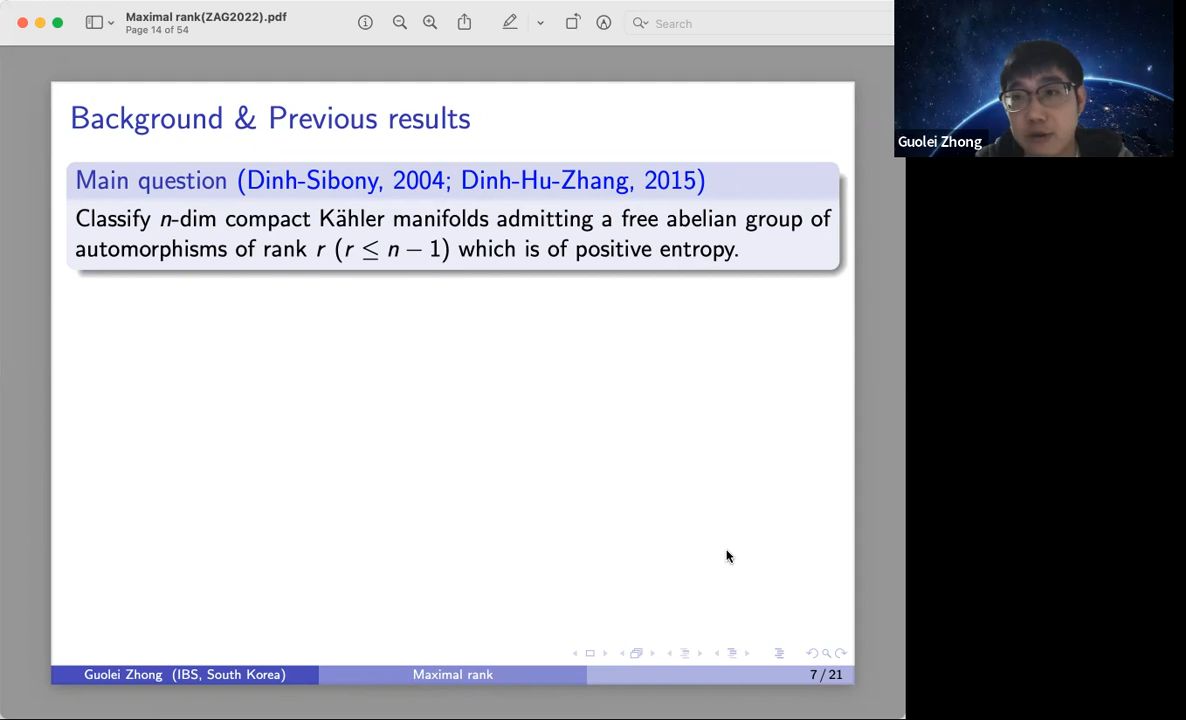 Maximal rank(ZAG2022).pdf
Page 14 of 54
Search
Guolei Zhong
Background & Previous results
Main question (Dinh-Sibony, 2004; Dinh-Hu-Zhang, 2015)
Classify n-dim compact Kähler manifolds admitting a free abelian group of
automorphisms of rank r (r ≤ n − 1) which is of positive entropy.
Guolei Zhong (IBS, South Korea)
Maximal rank
7 / 21